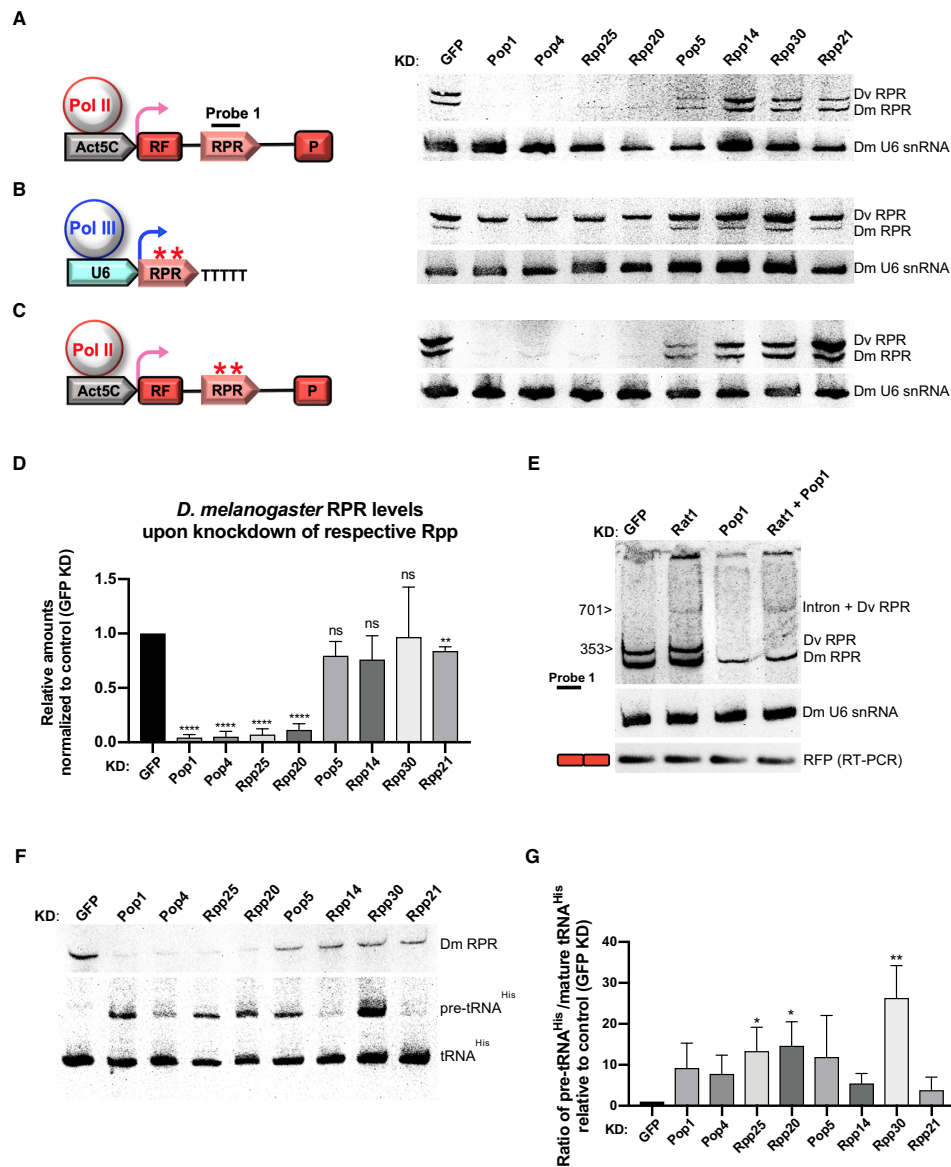 A
Pol II
Act5C
RF
Probe 1
RPR
P
KD: GFP Pop1 Pop4 Rpp25 Rpp20 Pop5 Rpp14 Rpp30 Rpp21
Dv RPR
Dm RPR
Dm U6 snRNA
B
Pol III
U6
**
RPR
TTTTT
Dv RPR
Dm RPR
Dm U6 snRNA
C
Pol II
Act5C
RF
**
RPR
P
Dv RPR
Dm RPR
Dm U6 snRNA
D
D. melanogaster RPR levels
upon knockdown of respective Rpp
Relative amounts
normalized to control (GFP KD)
1.5
1.0
0.5
0.0
**** **** **** **** ns ns ns **
KD: GFP Pop1 Pop4 Rpp25 Rpp20 Pop5 Rpp14 Rpp30 Rpp21
E
KD: GFP Rat1 Pop1 Rat1 + Pop1
701>
353>
Intron + Dv RPR
Dv RPR
Dm RPR
Probe 1
Dm U6 snRNA
RFP (RT-PCR)
F
KD: GFP Pop1 Pop4 Rpp25 Rpp20 Pop5 Rpp14 Rpp30 Rpp21
Dm RPR
pre-tRNA^His
tRNA^His
G
Ratio of pre-tRNA^His/mature tRNA^His
relative to control (GFP KD)
40
30
20
10
0
* * **
KD: GFP Pop1 Pop4 Rpp25 Rpp20 Pop5 Rpp14 Rpp30 Rpp21